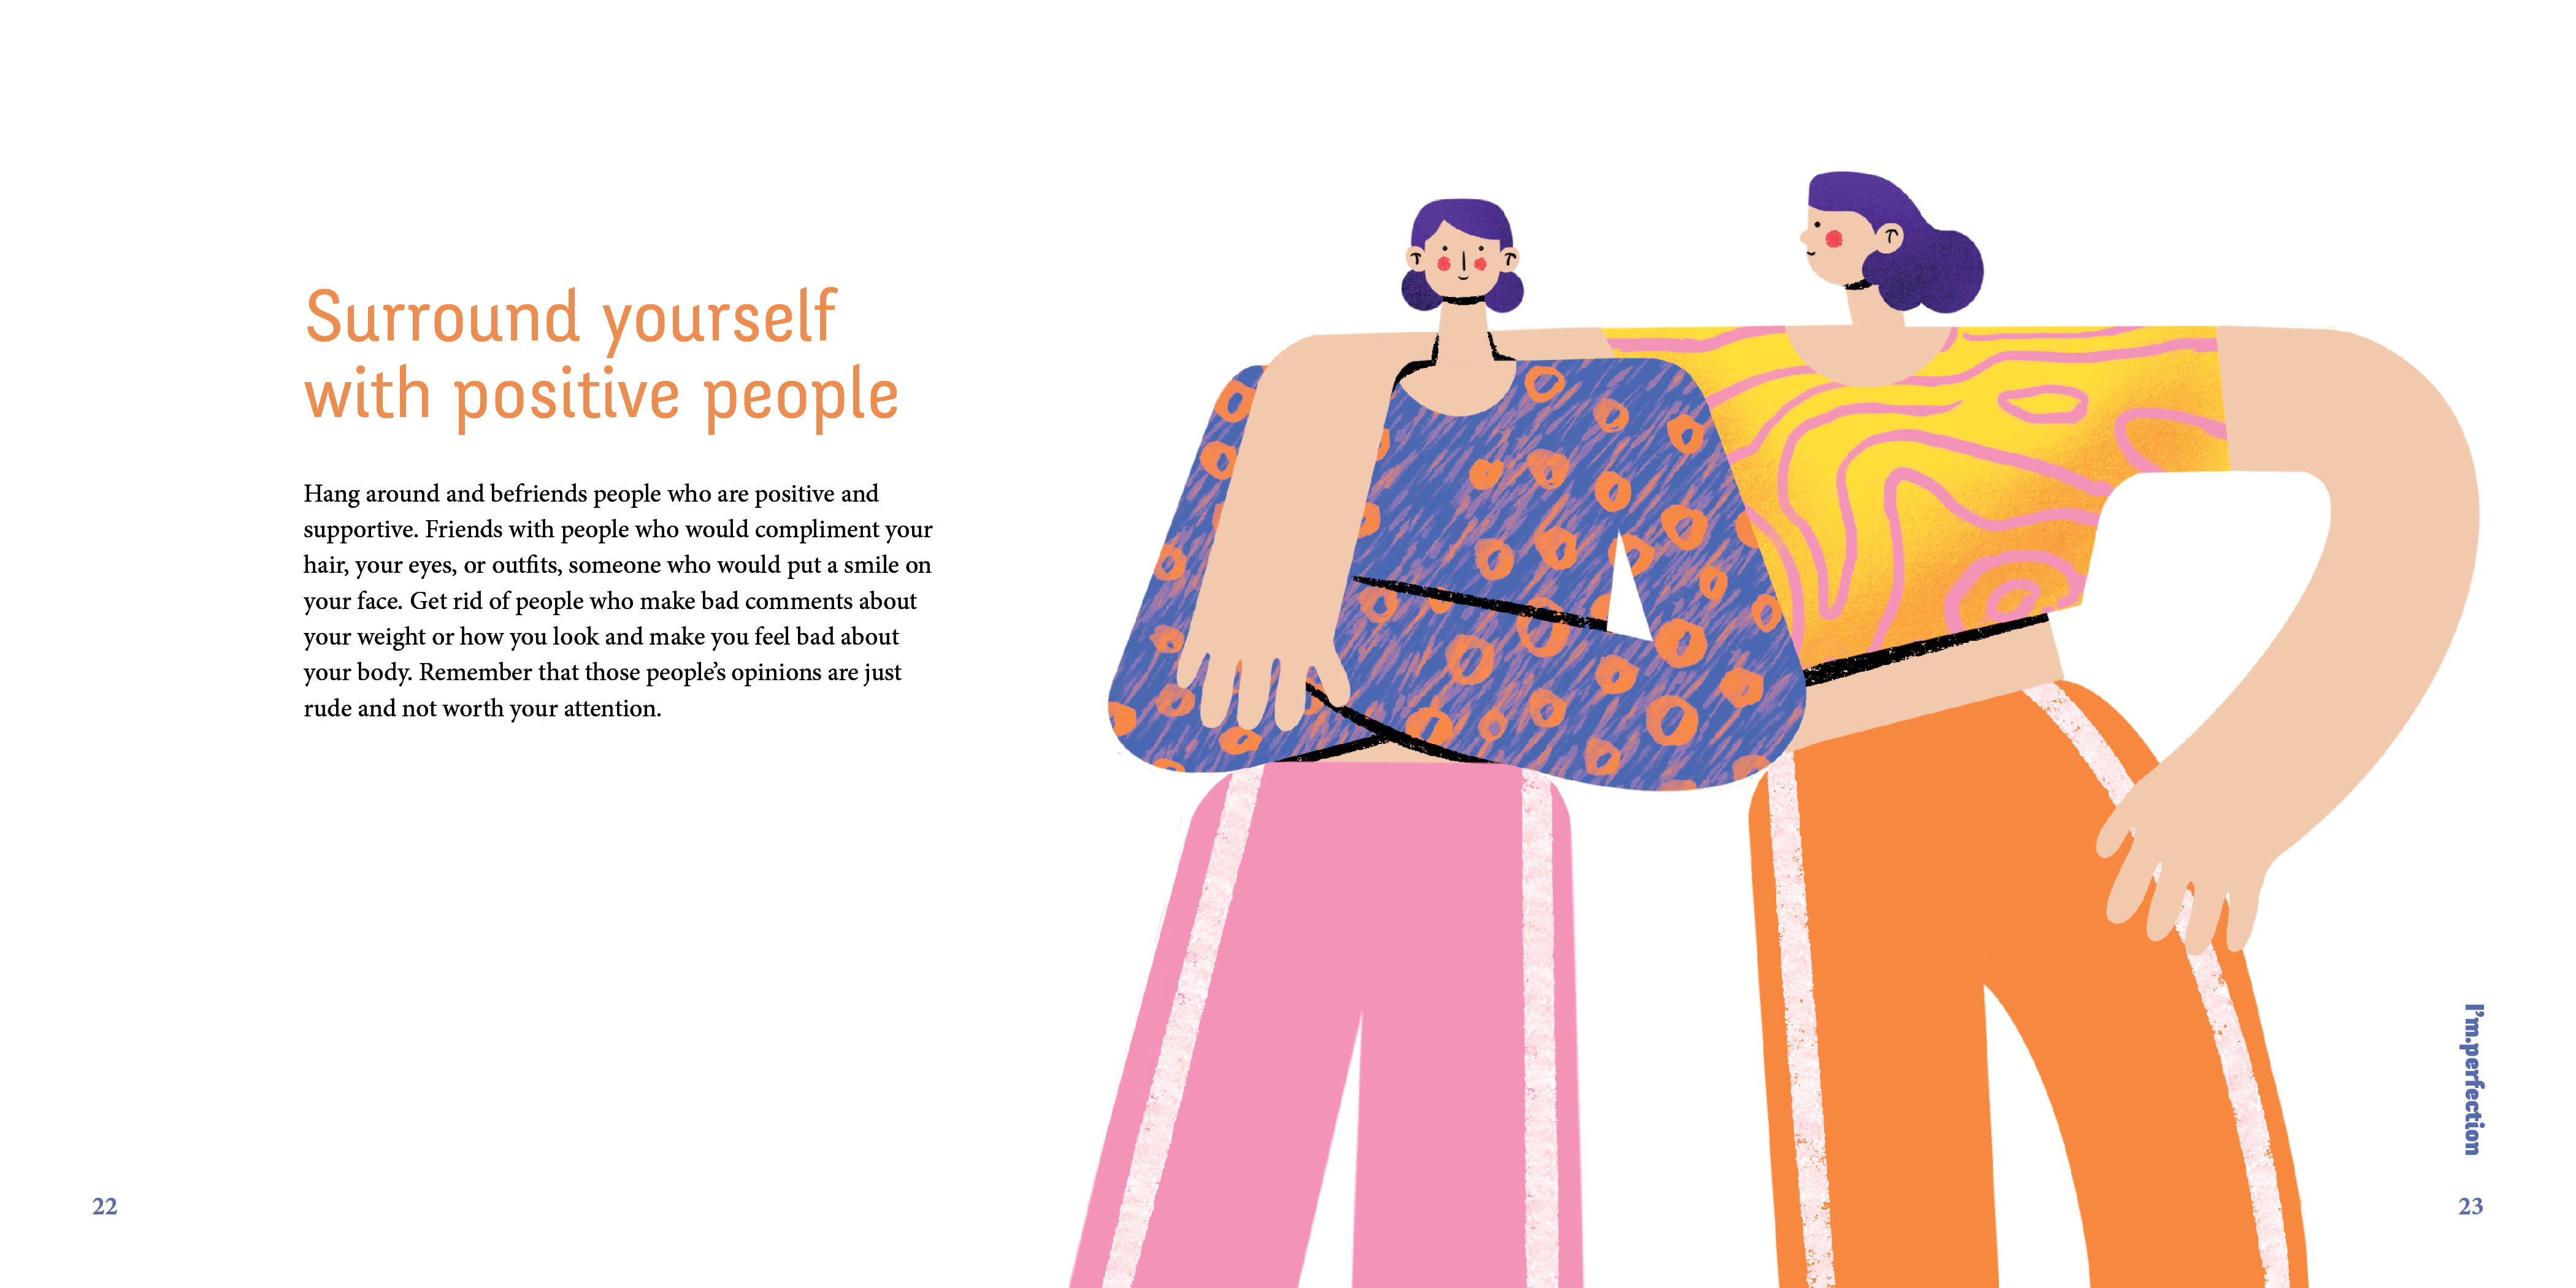 Surround yourself
with positive people
Hang around and befriends people who are positive and
supportive. Friends with people who would compliment your
hair, your eyes, or outfits, someone who would put a smile on
your face. Get rid of people who make bad comments about
your weight or how you look and make you feel bad about
your body. Remember that those people’s opinions are just
rude and not worth your attention.
22
I’m.perfection
23